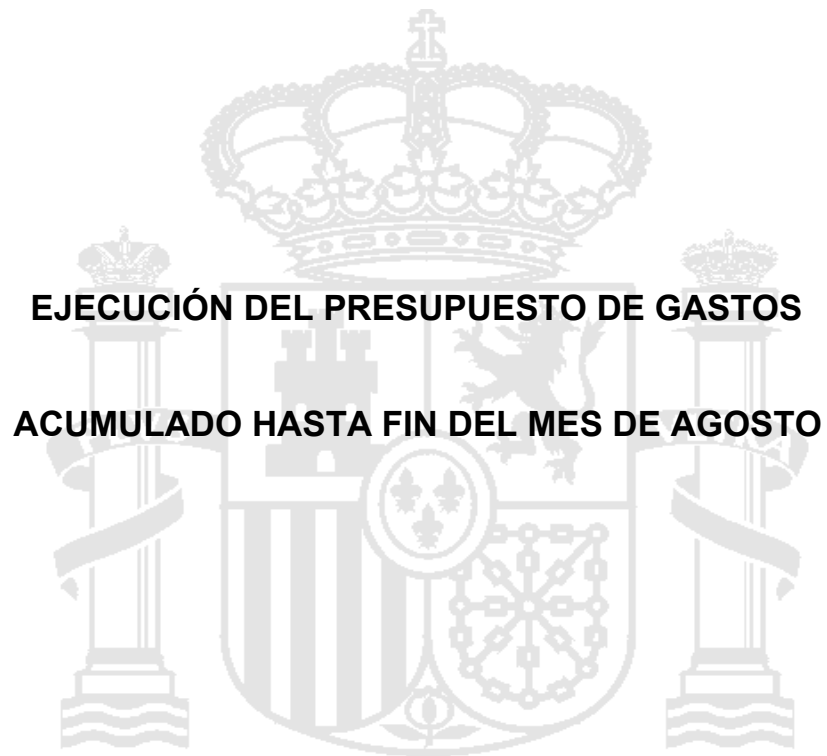 EJECUCIÓN DEL PRESUPUESTO DE GASTOS
ACUMULADO HASTA FIN DEL MES DE AGOSTO